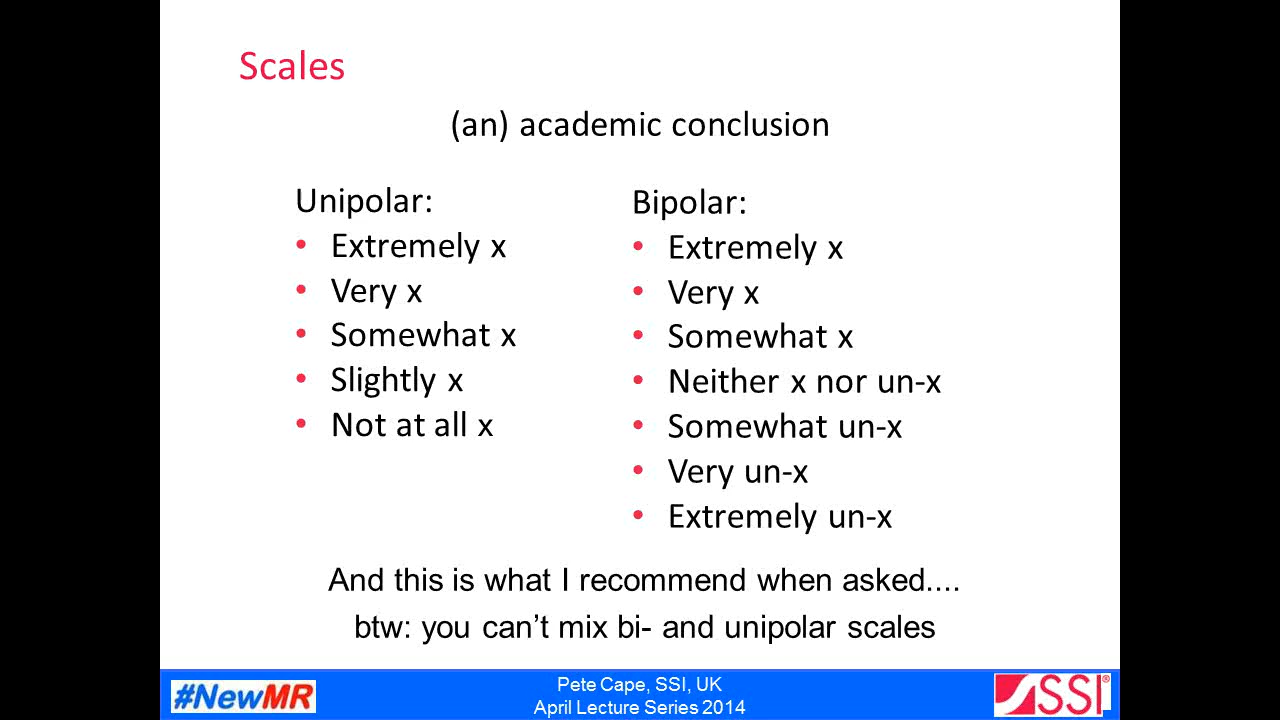 Scales
(an) academic conclusion
Unipolar:
• Extremely x
• Very x
• Somewhat x
• Slightly x
• Not at all x
Bipolar:
• Extremely x
• Very x
• Somewhat x
• Neither x nor un-x
• Somewhat un-x
• Very un-x
• Extremely un-x
And this is what I recommend when asked....
btw: you can’t mix bi- and unipolar scales
#NewMR
Pete Cape, SSI, UK
April Lecture Series 2014
SSI®